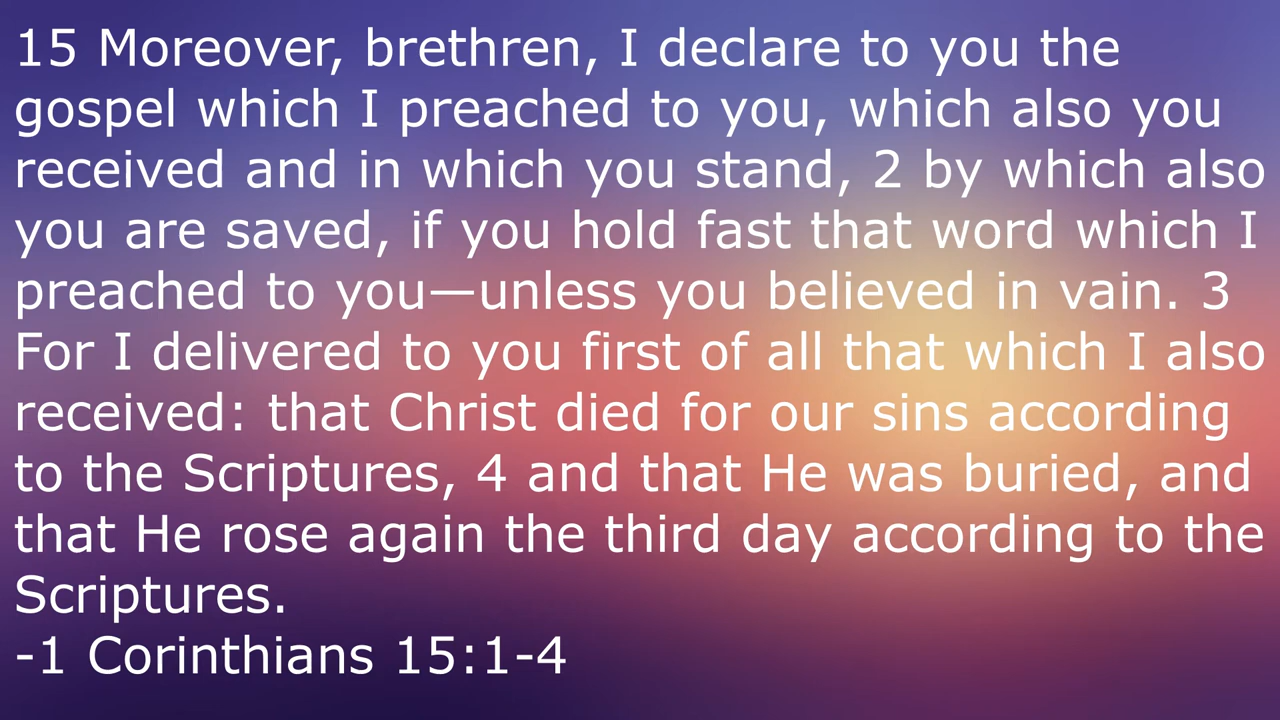 15 Moreover, brethren, I declare to you the
gospel which I preached to you, which also you
received and in which you stand, 2 by which also
you are saved, if you hold fast that word which I
preached to you—unless you believed in vain. 3
For I delivered to you first of all that which I also
received: that Christ died for our sins according
to the Scriptures, 4 and that He was buried, and
that He rose again the third day according to the
Scriptures.
-1 Corinthians 15:1-4